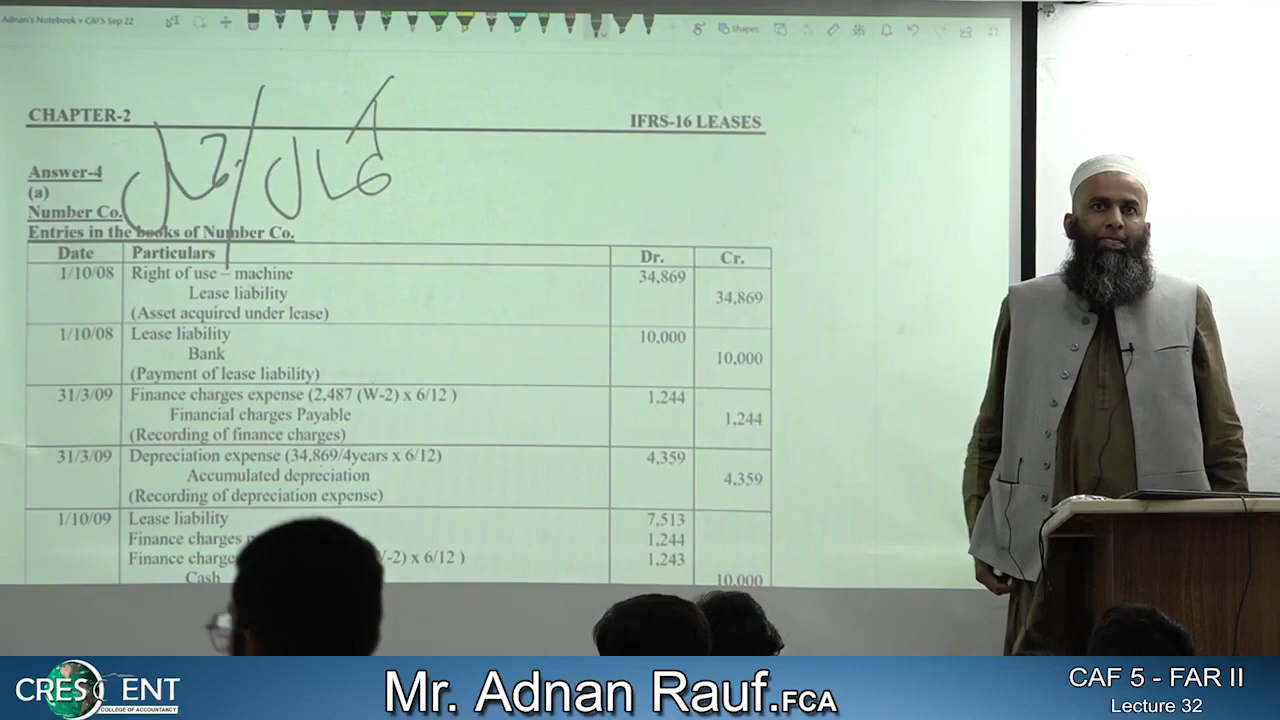 Adnan's Notebook » CAF5 Sep 22
Shapes
CHAPTER-2 IFRS-16 LEASES
Answer-4
(a)
Number Co.
Entries in the books of Number Co.
Date Particulars Dr. Cr.
1/10/08 Right of use – machine 34,869
Lease liability 34,869
(Asset acquired under lease)
1/10/08 Lease liability 10,000
Bank 10,000
(Payment of lease liability)
31/3/09 Finance charges expense (2,487 (W-2) x 6/12 ) 1,244
Financial charges Payable 1,244
(Recording of finance charges)
31/3/09 Depreciation expense (34,869/4years x 6/12) 4,359
Accumulated depreciation 4,359
(Recording of depreciation expense)
1/10/09 Lease liability 7,513
Finance charges 1,244
Finance charge -2) x 6/12 ) 1,243
Cash 10,000
CRESCENT
COLLEGE OF ACCOUNTANCY
Mr. Adnan Rauf.FCA
CAF 5 - FAR II
Lecture 32